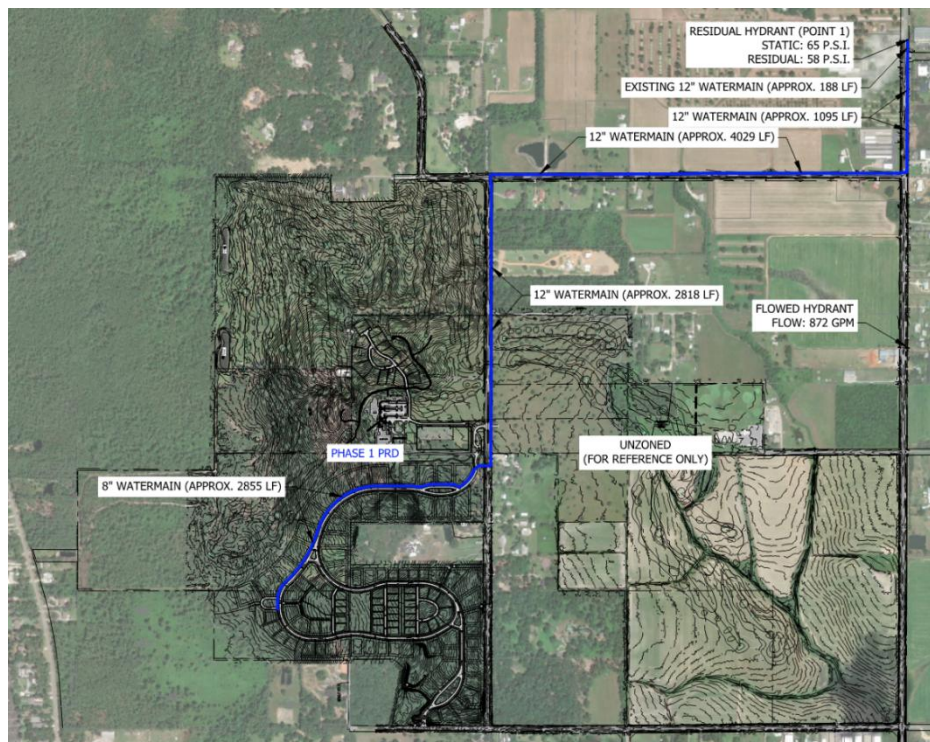 RESIDUAL HYDRANT (POINT 1)
STATIC: 65 P.S.I.
RESIDUAL: 58 P.S.I.
EXISTING 12" WATERMAIN (APPROX. 188 LF)
12" WATERMAIN (APPROX. 1095 LF)
12" WATERMAIN (APPROX. 4029 LF)
12" WATERMAIN (APPROX. 2818 LF)
FLOWED HYDRANT
FLOW: 872 GPM
UNZONED
(FOR REFERENCE ONLY)
PHASE 1 PRD
8" WATERMAIN (APPROX. 2855 LF)